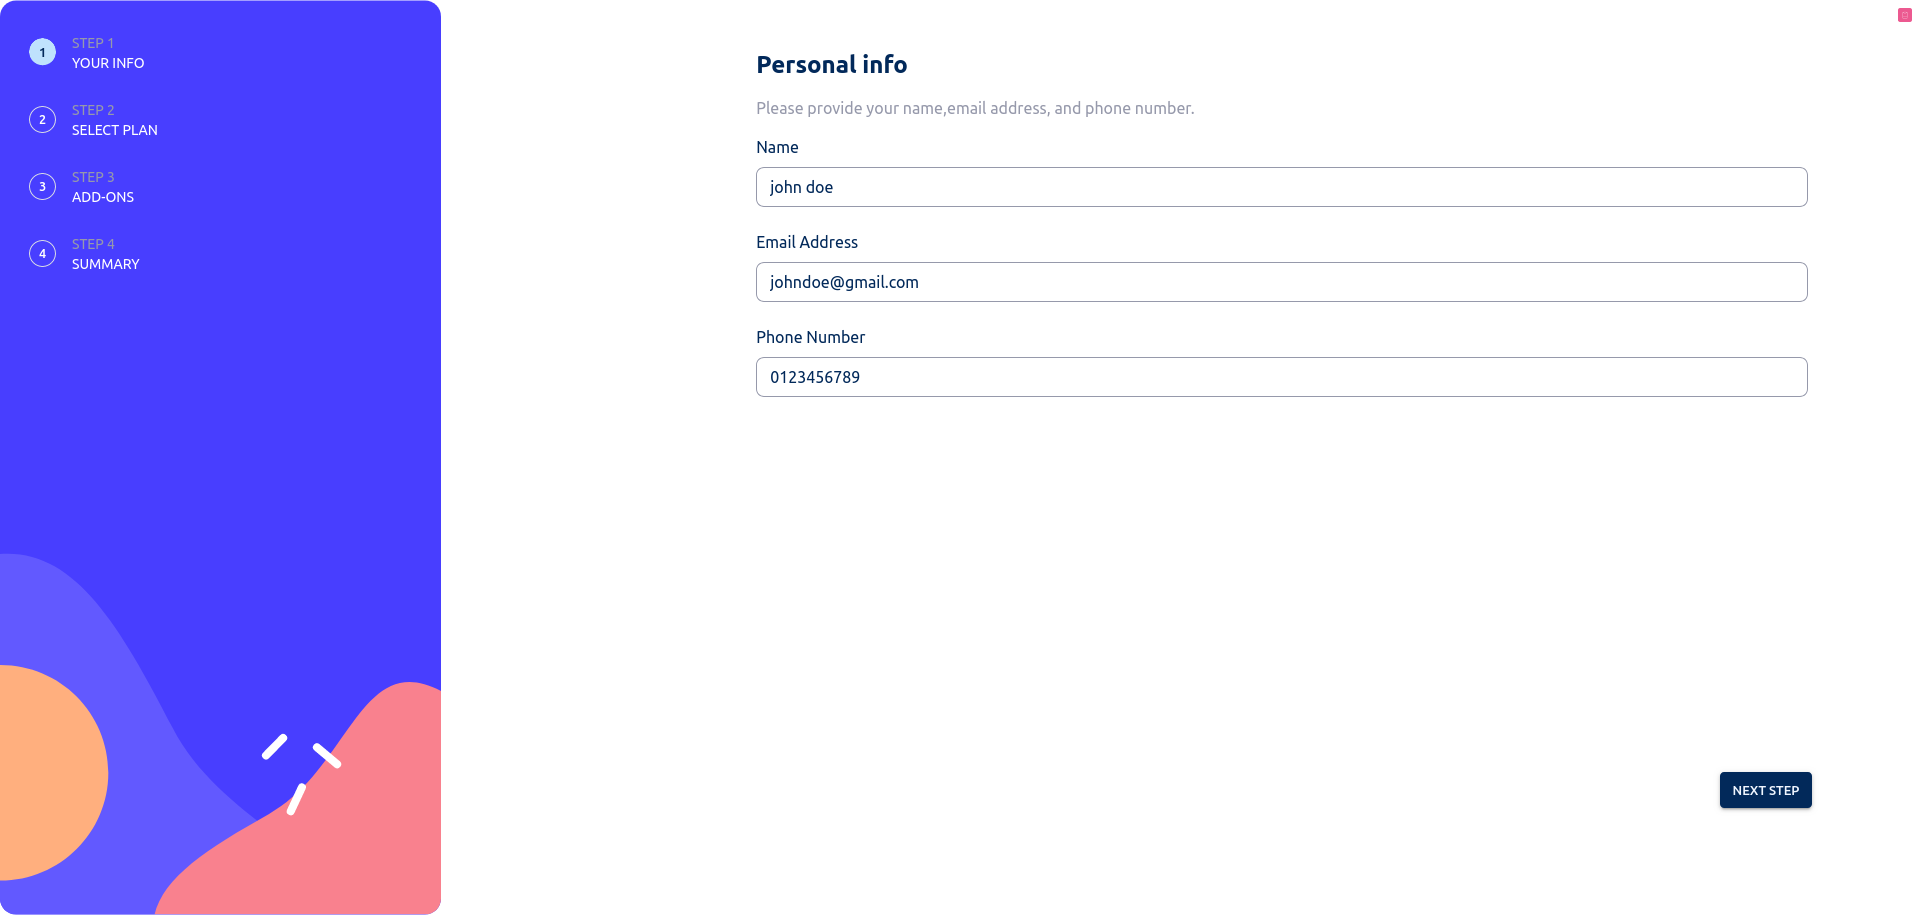 1
STEP 1
YOUR INFO
2
STEP 2
SELECT PLAN
3
STEP 3
ADD-ONS
4
STEP 4
SUMMARY
Personal info
Please provide your name,email address, and phone number.
Name
john doe
Email Address
johndoe@gmail.com
Phone Number
0123456789
NEXT STEP